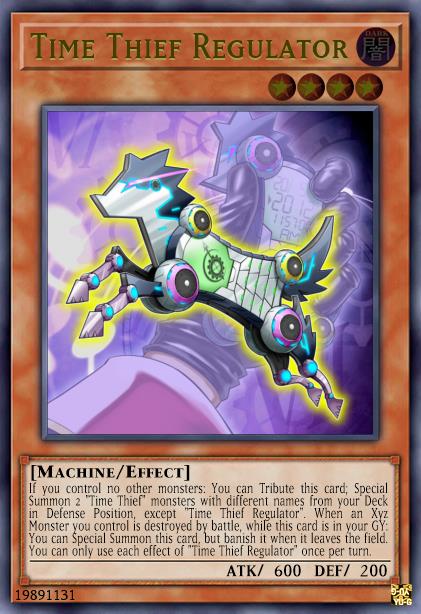 TIME THIEF REGULATOR
DARK
闇
[MACHINE/EFFECT]
If you control no other monsters: You can Tribute this card; Special
Summon 2 "Time Thief" monsters with different names from your Deck
in Defense Position, except "Time Thief Regulator". When an Xyz
Monster you control is destroyed by battle, while this card is in your GY:
You can Special Summon this card, but banish it when it leaves the field.
You can only use each effect of "Time Thief Regulator" once per turn.
ATK/ 600 DEF/ 200
19891131